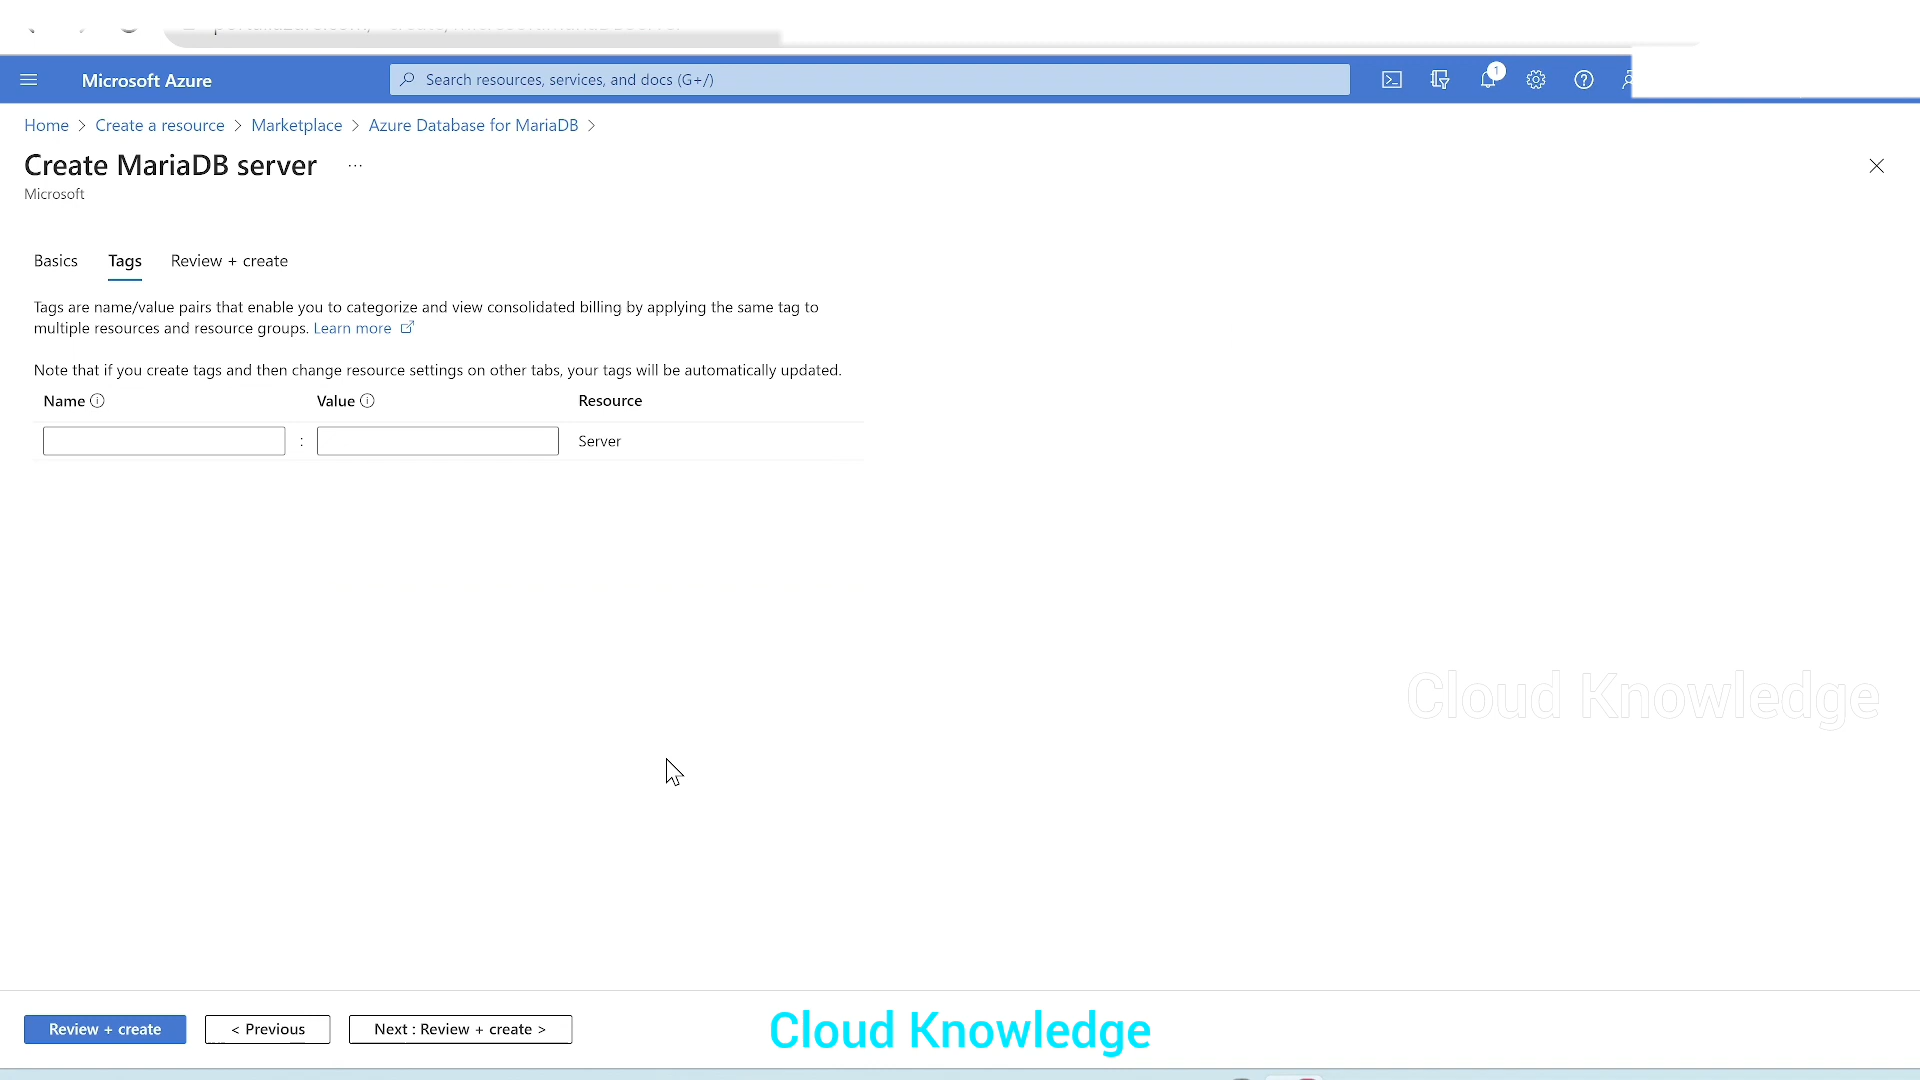 Microsoft Azure
Search resources, services, and docs (G+/)
1
Home > Create a resource > Marketplace > Azure Database for MariaDB >
Create MariaDB server ...
Microsoft
Basics Tags Review + create
Tags are name/value pairs that enable you to categorize and view consolidated billing by applying the same tag to
multiple resources and resource groups. Learn more
Note that if you create tags and then change resource settings on other tabs, your tags will be automatically updated.
Name Value Resource
: Server
Cloud Knowledge
Review + create < Previous Next : Review + create >
Cloud Knowledge